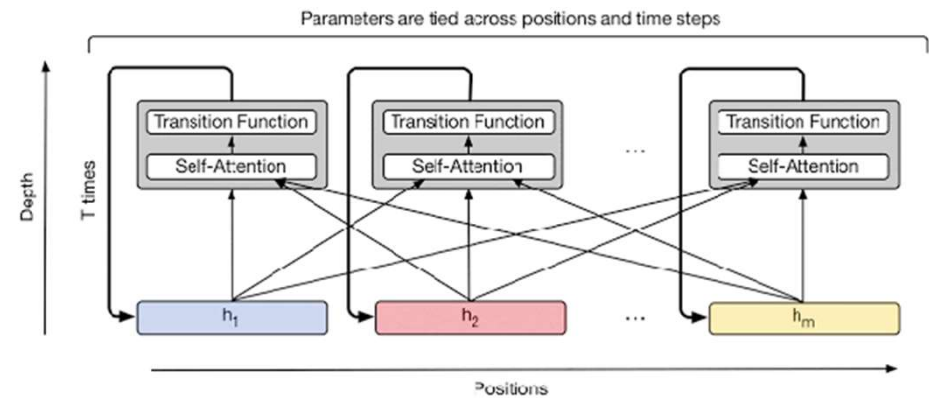 Parameters are tied across positions and time steps
Transition Function
Transition Function
Transition Function
Self-Attention
Self-Attention
...
Self-Attention
Depth
T times
h1
h2
...
hm
Positions